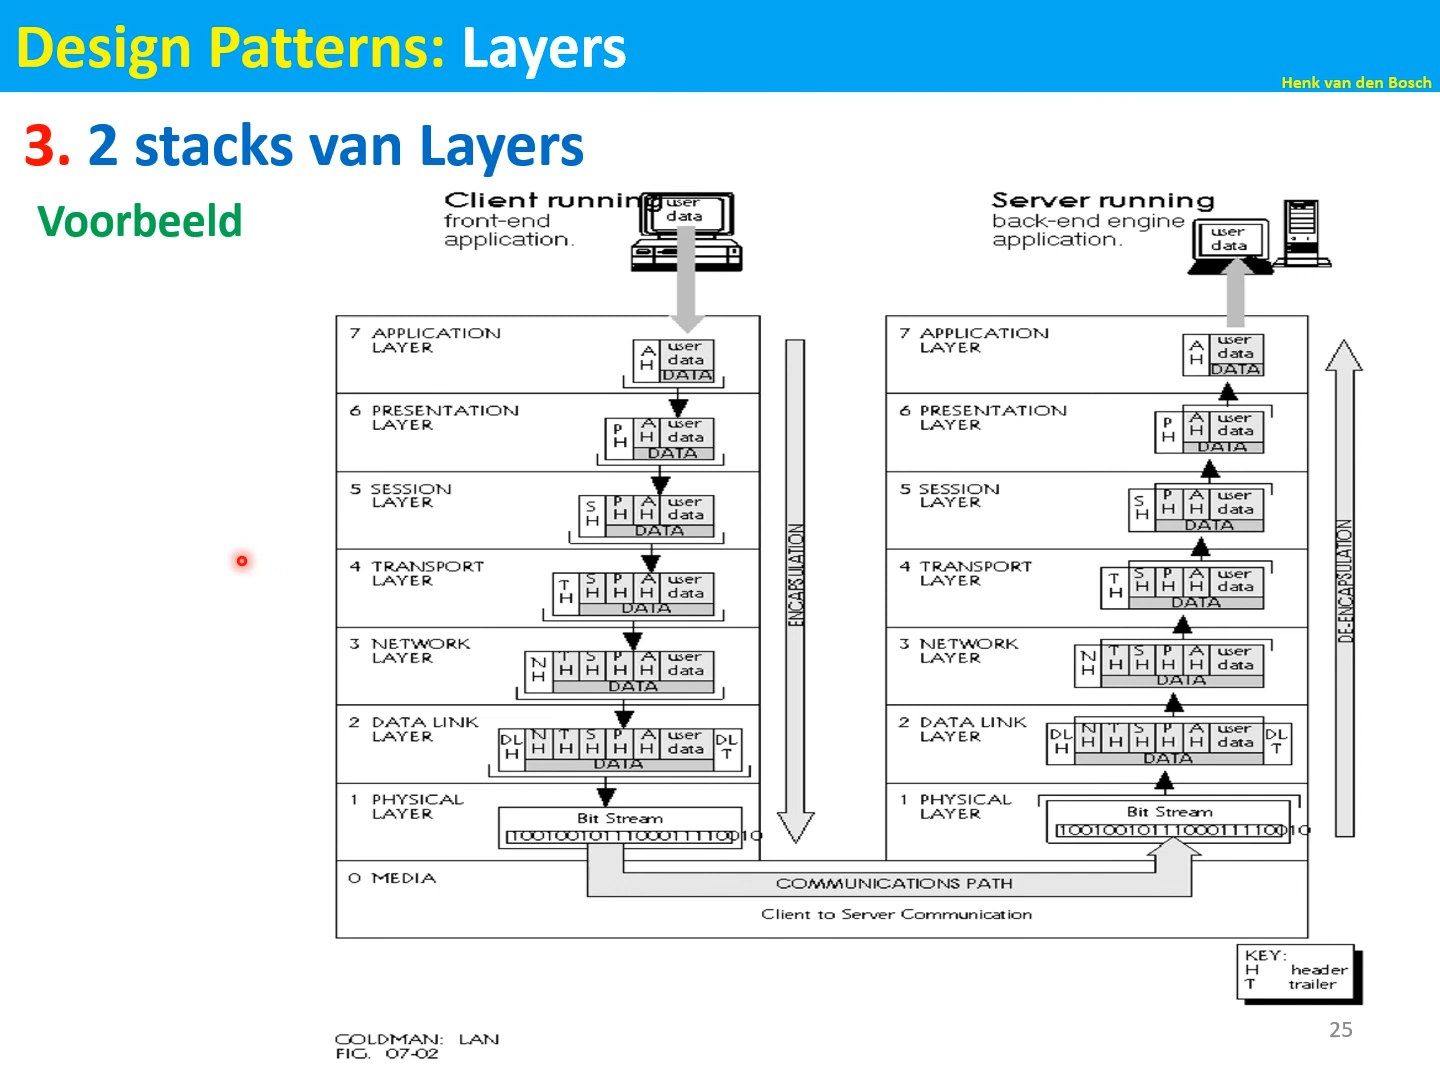 Design Patterns: Layers
Henk van den Bosch
3. 2 stacks van Layers
Voorbeeld
Client running
front-end
application.
user
data
Server running
back-end engine
application.
user
data
7 APPLICATION
LAYER
A
H
user
data
DATA
6 PRESENTATION
LAYER
P
H
A
H
user
data
DATA
5 SESSION
LAYER
S
H
P
H
A
H
user
data
DATA
4 TRANSPORT
LAYER
T
H
S
H
P
H
A
H
user
data
DATA
3 NETWORK
LAYER
N
H
T
H
S
H
P
H
A
H
user
data
DATA
2 DATA LINK
LAYER
DL
H
N
H
T
H
S
H
P
H
A
H
user
data
DL
T
DATA
1 PHYSICAL
LAYER
Bit Stream
1001001011100011110010
ENCAPSULATION
7 APPLICATION
LAYER
A
H
user
data
DATA
6 PRESENTATION
LAYER
P
H
A
H
user
data
DATA
5 SESSION
LAYER
S
H
P
H
A
H
user
data
DATA
4 TRANSPORT
LAYER
T
H
S
H
P
H
A
H
user
data
DATA
3 NETWORK
LAYER
N
H
T
H
S
H
P
H
A
H
user
data
DATA
2 DATA LINK
LAYER
DL
H
N
H
T
H
S
H
P
H
A
H
user
data
DL
T
DATA
1 PHYSICAL
LAYER
Bit Stream
1001001011100011110010
DE-ENCAPSULATION
0 MEDIA
COMMUNICATIONS PATH
Client to Server Communication
KEY:
H header
T trailer
25
GOLDMAN: LAN
FIG. 07-02